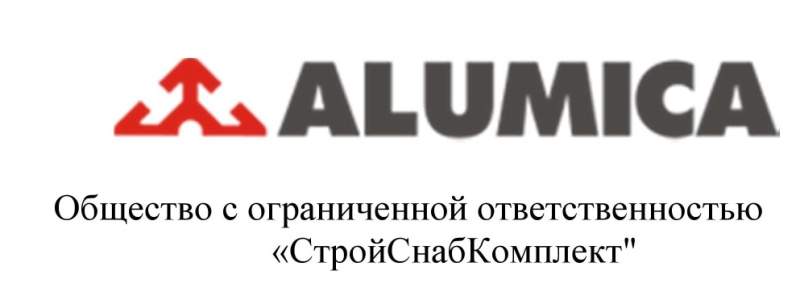 ALUMICA
Общество с ограниченной ответственностью
«СтройСнабКомплект"